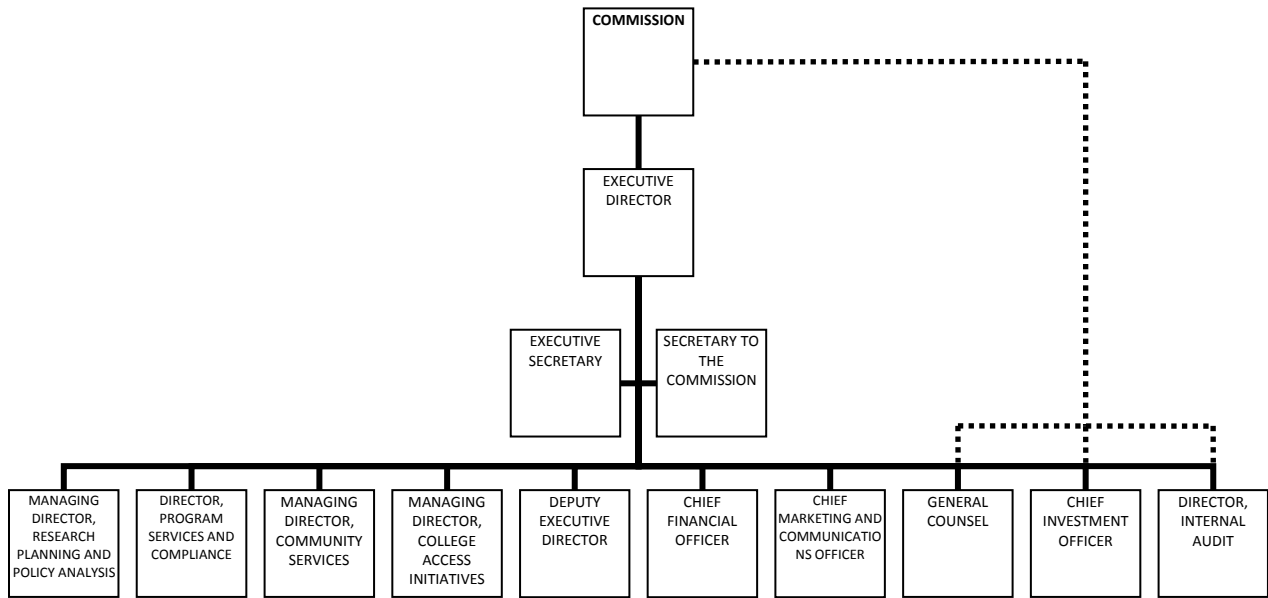 COMMISSION
EXECUTIVE
DIRECTOR
EXECUTIVE
SECRETARY
SECRETARY TO
THE
COMMISSION
MANAGING
DIRECTOR,
RESEARCH
PLANNING AND
POLICY ANALYSIS
DIRECTOR,
PROGRAM
SERVICES AND
COMPLIANCE
MANAGING
DIRECTOR,
COMMUNITY
SERVICES
MANAGING
DIRECTOR,
COLLEGE
ACCESS
INITIATIVES
DEPUTY
EXECUTIVE
DIRECTOR
CHIEF
FINANCIAL
OFFICER
CHIEF
MARKETING AND
COMMUNICATIO
NS OFFICER
GENERAL
COUNSEL
CHIEF
INVESTMENT
OFFICER
DIRECTOR,
INTERNAL
AUDIT